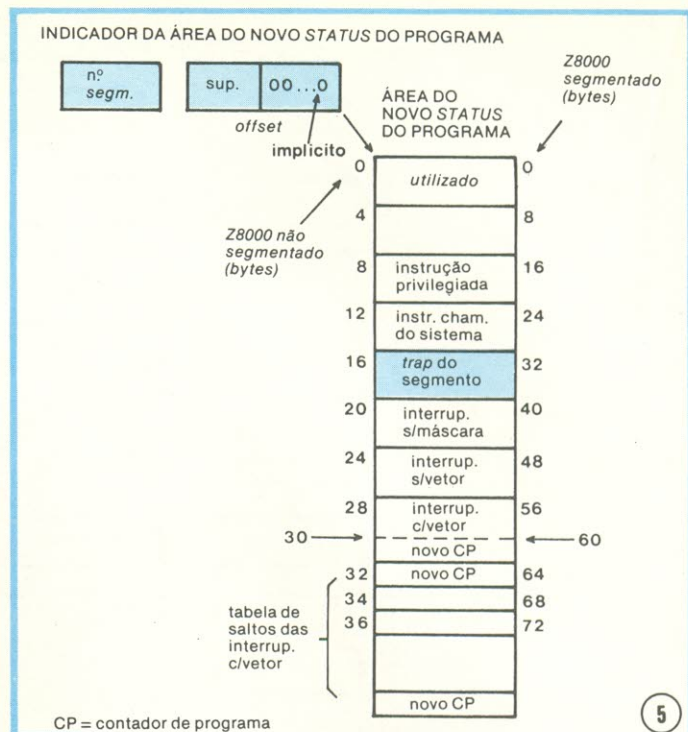 INDICADOR DA ÁREA DO NOVO STATUS DO PROGRAMA
nº segm.
sup.
00...0
offset
implícito
ÁREA DO
NOVO STATUS
DO PROGRAMA
Z8000
segmentado
(bytes)
0
utilizado
0
Z8000 não
segmentado
(bytes)
4
8
8
instrução
privilegiada
16
12
instr. cham.
do sistema
24
16
trap do
segmento
32
20
interrup.
s/máscara
40
24
interrup.
s/vetor
48
28
interrup.
c/vetor
56
30
60
novo CP
32
novo CP
64
34
68
36
72
tabela de
saltos das
interrup.
c/vetor
novo CP
CP = contador de programa
5